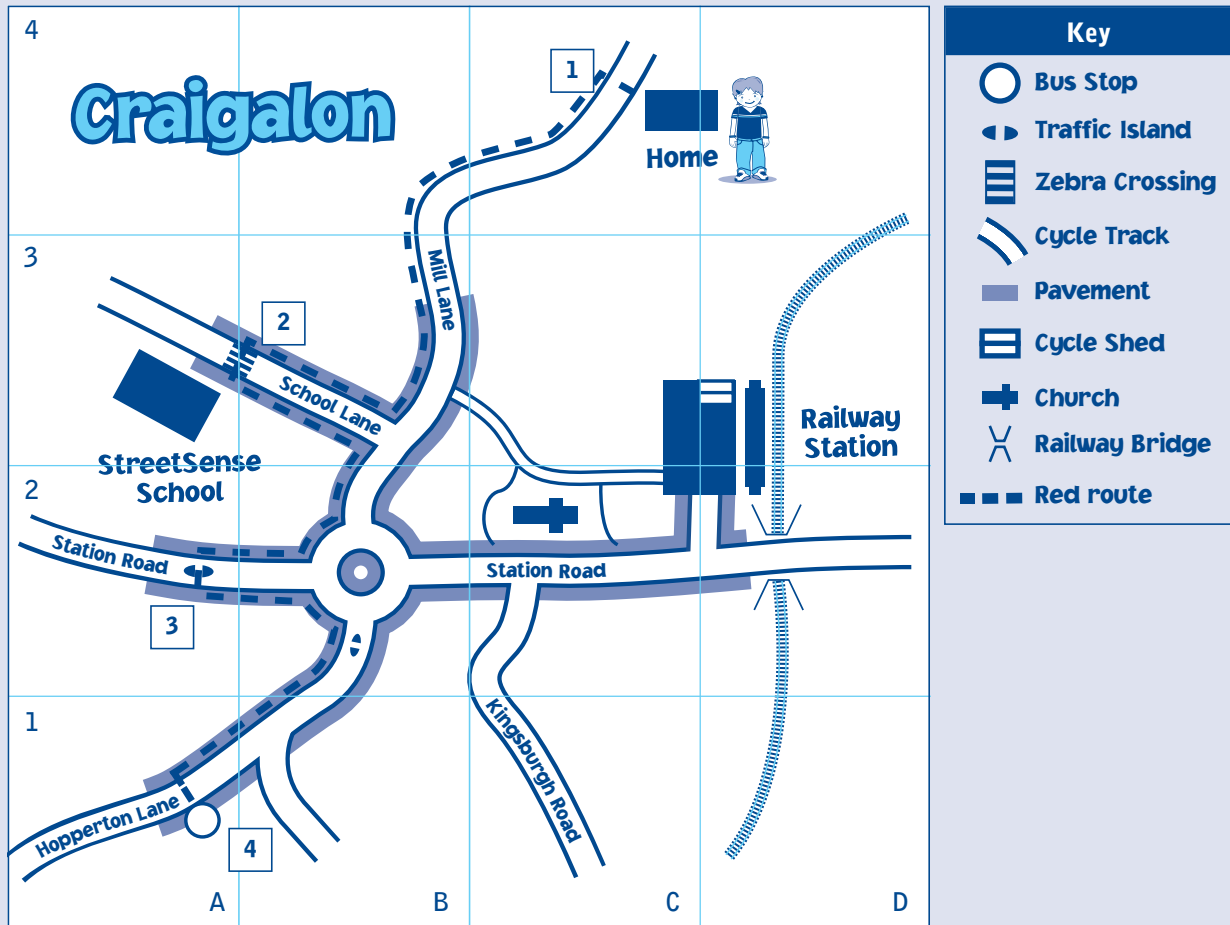 4
Craigalon
1
Home
3
Mill Lane
2
School Lane
StreetSense
School
Railway
Station
2
Station Road
Station Road
3
1
Kingsburgh Road
Hopperton Lane
4
A
B
C
D
Key
Bus Stop
Traffic Island
Zebra Crossing
Cycle Track
Pavement
Cycle Shed
Church
Railway Bridge
Red route